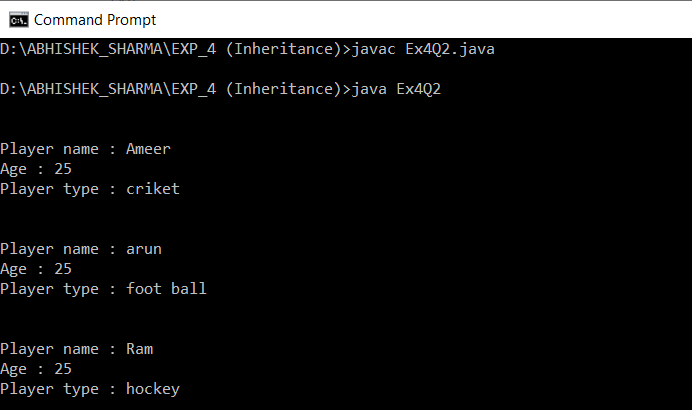 Command Prompt
D:\ABHISHEK_SHARMA\EXP_4 (Inheritance)>javac Ex4Q2.java
D:\ABHISHEK_SHARMA\EXP_4 (Inheritance)>java Ex4Q2
Player name : Ameer
Age : 25
Player type : criket
Player name : arun
Age : 25
Player type : foot ball
Player name : Ram
Age : 25
Player type : hockey